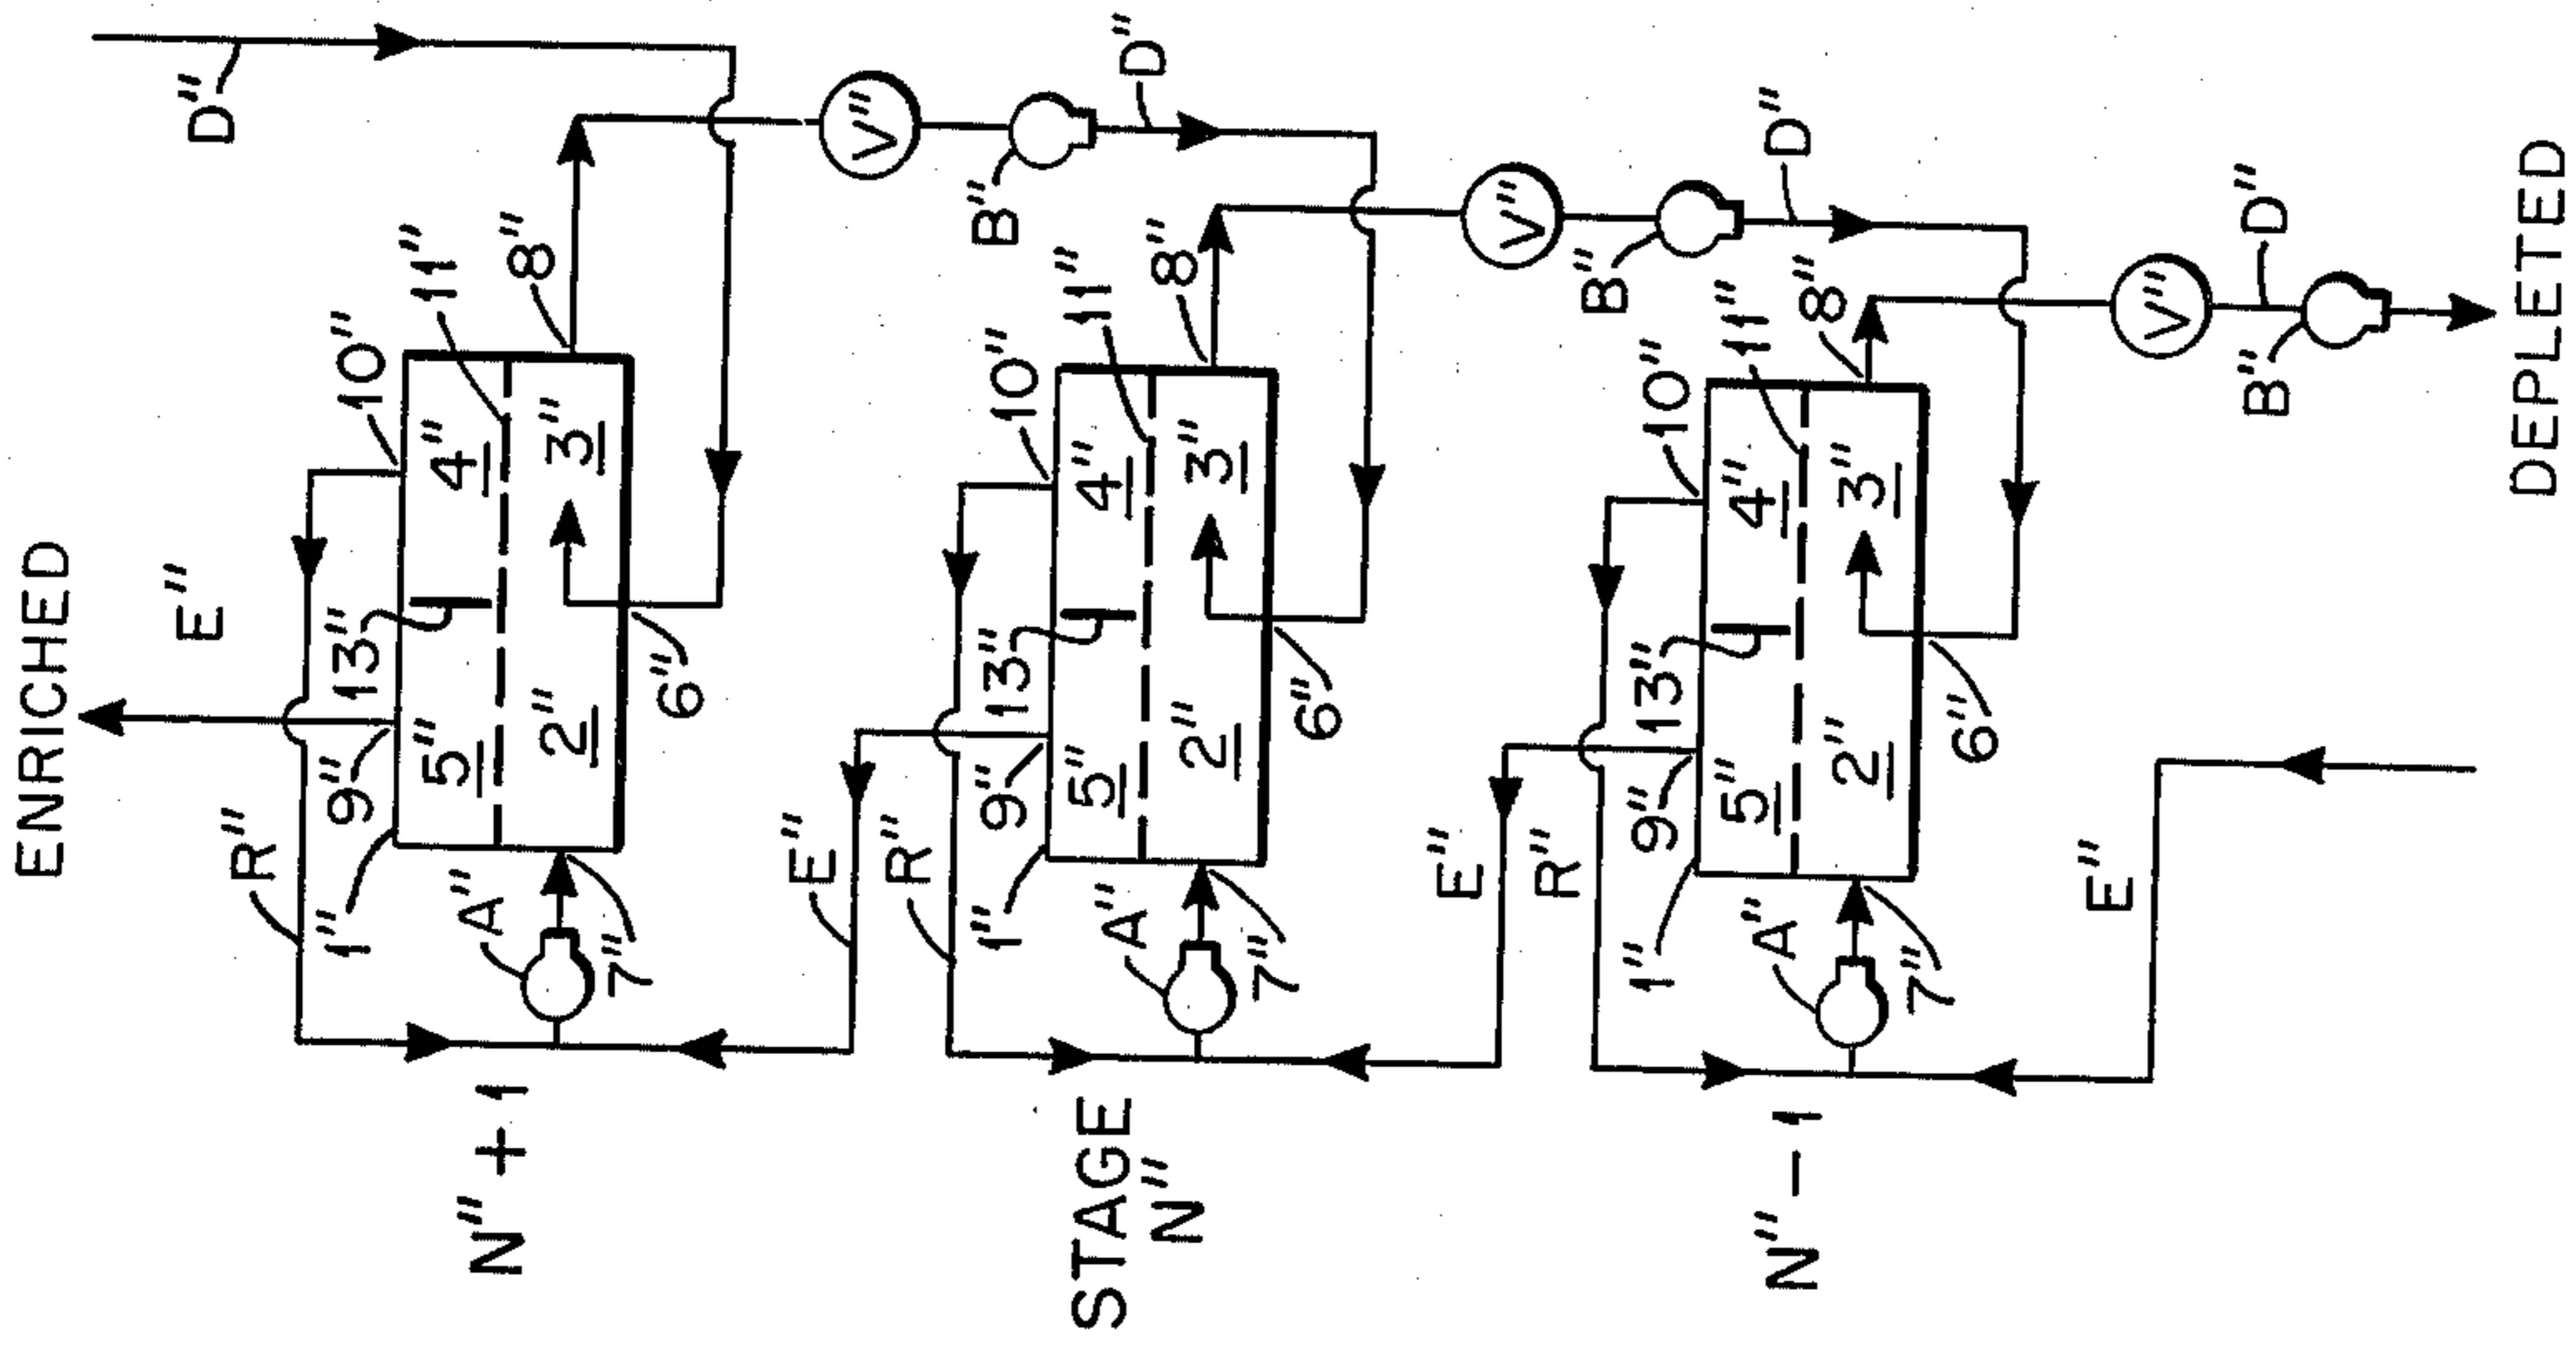 ENRICHED
E"
D"
R"
1"
9"
13"
10"
11"
8"
5"
4"
2"
3"
A"
7"
6"
V"
B"
D"
N" + 1
E"
R"
1"
9"
13"
10"
11"
8"
5"
4"
2"
3"
A"
7"
6"
V"
B"
D"
STAGE
N"
E"
R"
1"
9"
13"
10"
11"
8"
5"
4"
2"
3"
A"
7"
6"
V"
B"
D"
N" - 1
E"
DEPLETED